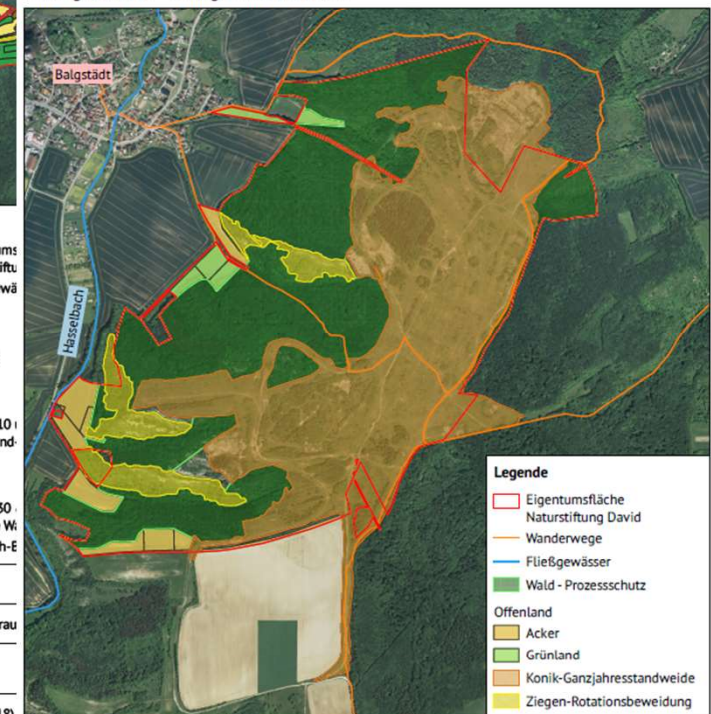 Balgstädt
Hasselbach
Legende
Eigentumsfläche
Naturstiftung David
Wanderwege
Fließgewässer
Wald - Prozessschutz
Offenland
Acker
Grünland
Konik-Ganzjahresstandweide
Ziegen-Rotationsbeweidung